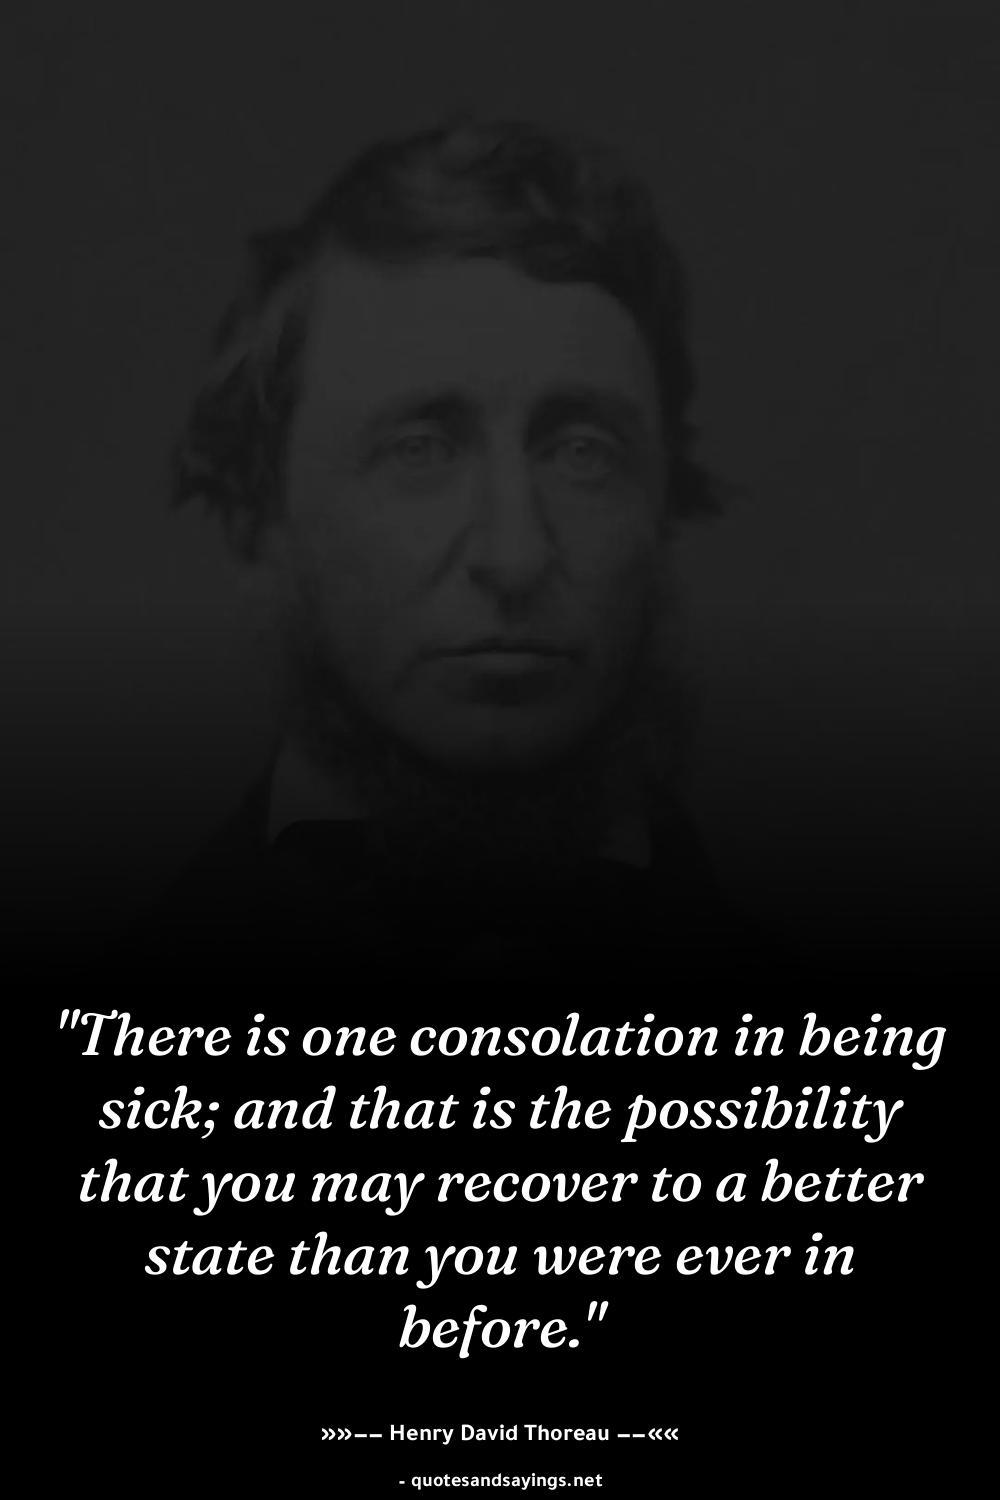 "There is one consolation in being
sick; and that is the possibility
that you may recover to a better
state than you were ever in
before."
»»–– Henry David Thoreau ––««
- quotesandsayings.net